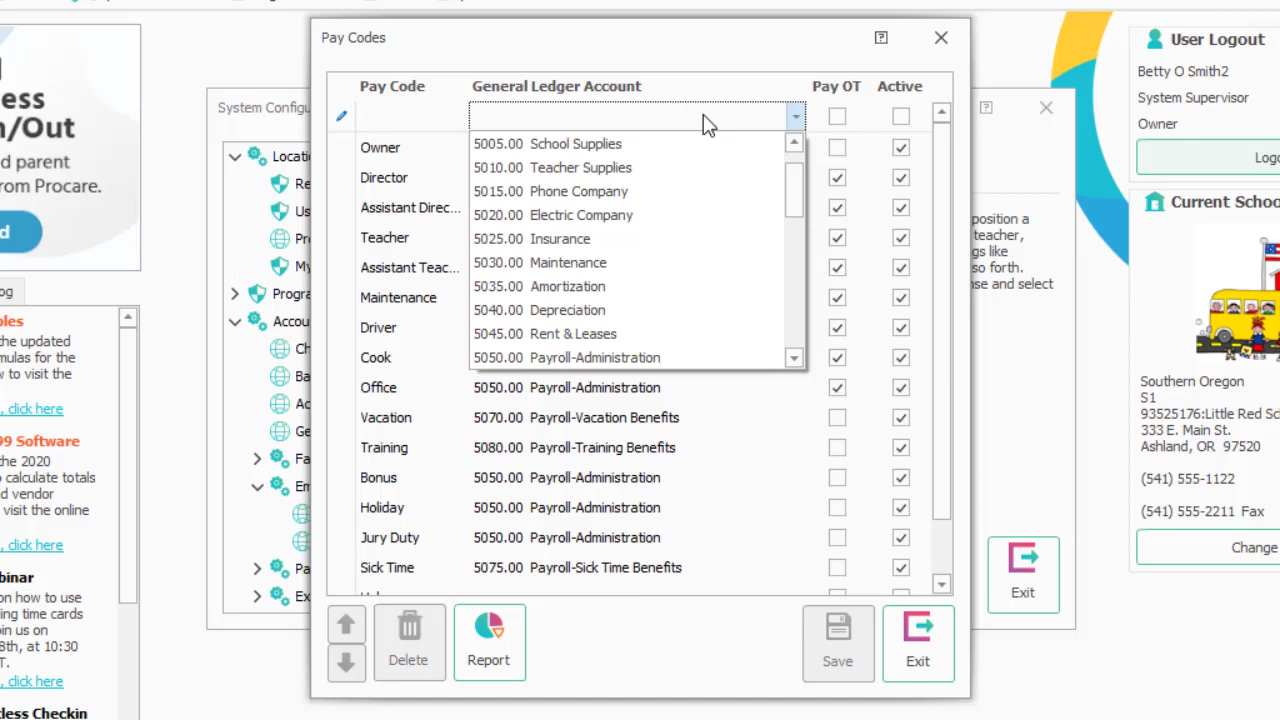 ess
n/Out
d parent
rom Procare.
d
og
ples
the updated
mulas for the
w to visit the
, click here
99 Software
the 2020
o calculate totals
d vendor
visit the online
, click here
binar
on how to use
ding time cards
oin us on
8th, at 10:30
T.
, click here
tless Checkin
System Configu
Locatio
Re
Us
Pro
My
Progra
Accou
Ch
Ba
Ac
Ge
Fa
Em
Pa
Ex
Pay Codes
Pay Code General Ledger Account Pay OT Active
5005.00 School Supplies
Owner
5010.00 Teacher Supplies
Director
5015.00 Phone Company
Assistant Direc...
5020.00 Electric Company
Teacher
5025.00 Insurance
Assistant Teac...
5030.00 Maintenance
Maintenance
5035.00 Amortization
Driver
5040.00 Depreciation
5045.00 Rent & Leases
Cook
5050.00 Payroll-Administration
Office 5050.00 Payroll-Administration
Vacation 5070.00 Payroll-Vacation Benefits
Training 5080.00 Payroll-Training Benefits
Bonus 5050.00 Payroll-Administration
Holiday 5050.00 Payroll-Administration
Jury Duty 5050.00 Payroll-Administration
Sick Time 5075.00 Payroll-Sick Time Benefits
Delete
Report
Save
Exit
position a
teacher,
gs like
so forth.
se and select
Exit
User Logout
Betty O Smith2
System Supervisor
Owner
Logo
Current Schoo
Southern Oregon
S1
93525176:Little Red Sc
333 E. Main St.
Ashland, OR 97520
(541) 555-1122
(541) 555-2211 Fax
Change